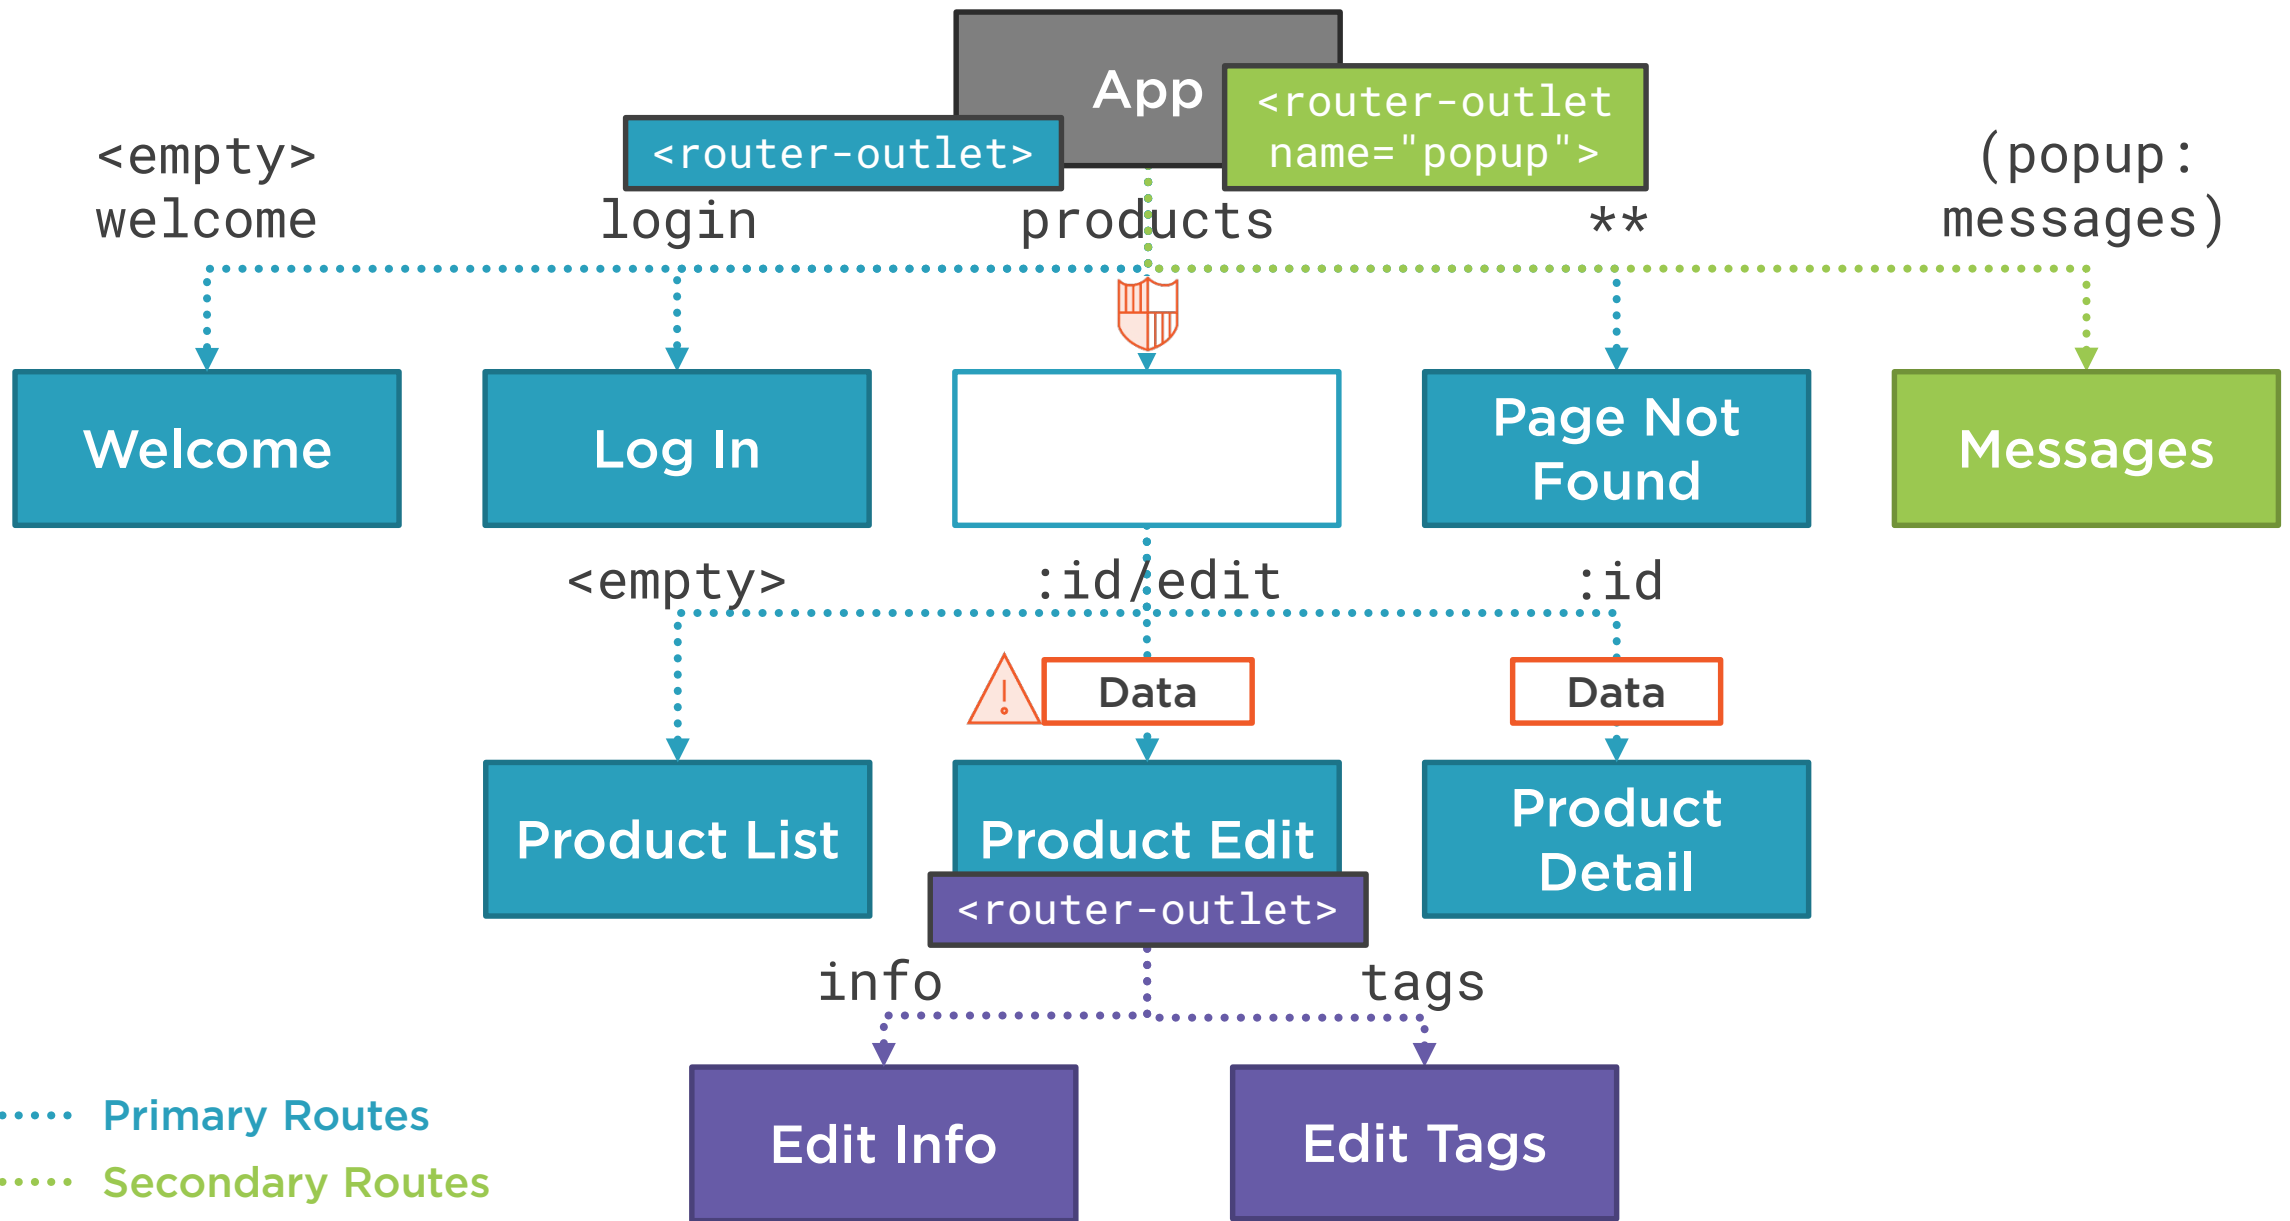 App
<router-outlet>
<router-outlet
name="popup">
<empty>
welcome
login
products
**
(popup:
messages)
Welcome
Log In
Page Not
Found
Messages
<empty>
:id/edit
:id
Data
Data
Product List
Product Edit
Product
Detail
<router-outlet>
info
tags
Edit Info
Edit Tags
Primary Routes
Secondary Routes